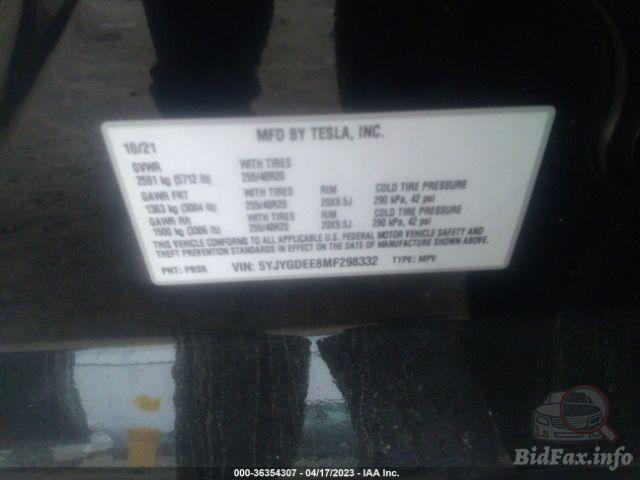 MFD BY TESLA, INC.
10/21
GVWR WITH TIRES
2591 kg (5712 lb) 255/40R20
GAWR FRT WITH TIRES RIM COLD TIRE PRESSURE
1363 kg (3004 lb) 255/40R20 20X9.5J 290 kPa, 42 psi
GAWR RR WITH TIRES RIM COLD TIRE PRESSURE
1500 kg (3306 lb) 255/40R20 20X9.5J 290 kPa, 42 psi
THIS VEHICLE CONFORMS TO ALL APPLICABLE U.S. FEDERAL MOTOR VEHICLE SAFETY AND
THEFT PREVENTION STANDARDS IN EFFECT ON THE DATE OF MANUFACTURE SHOWN ABOVE.
PNT: PBSB VIN: 5YJYGDEE8MF298332 TYPE: MPV
BidFax.info
000-36354307 - 04/17/2023 - IAA Inc.